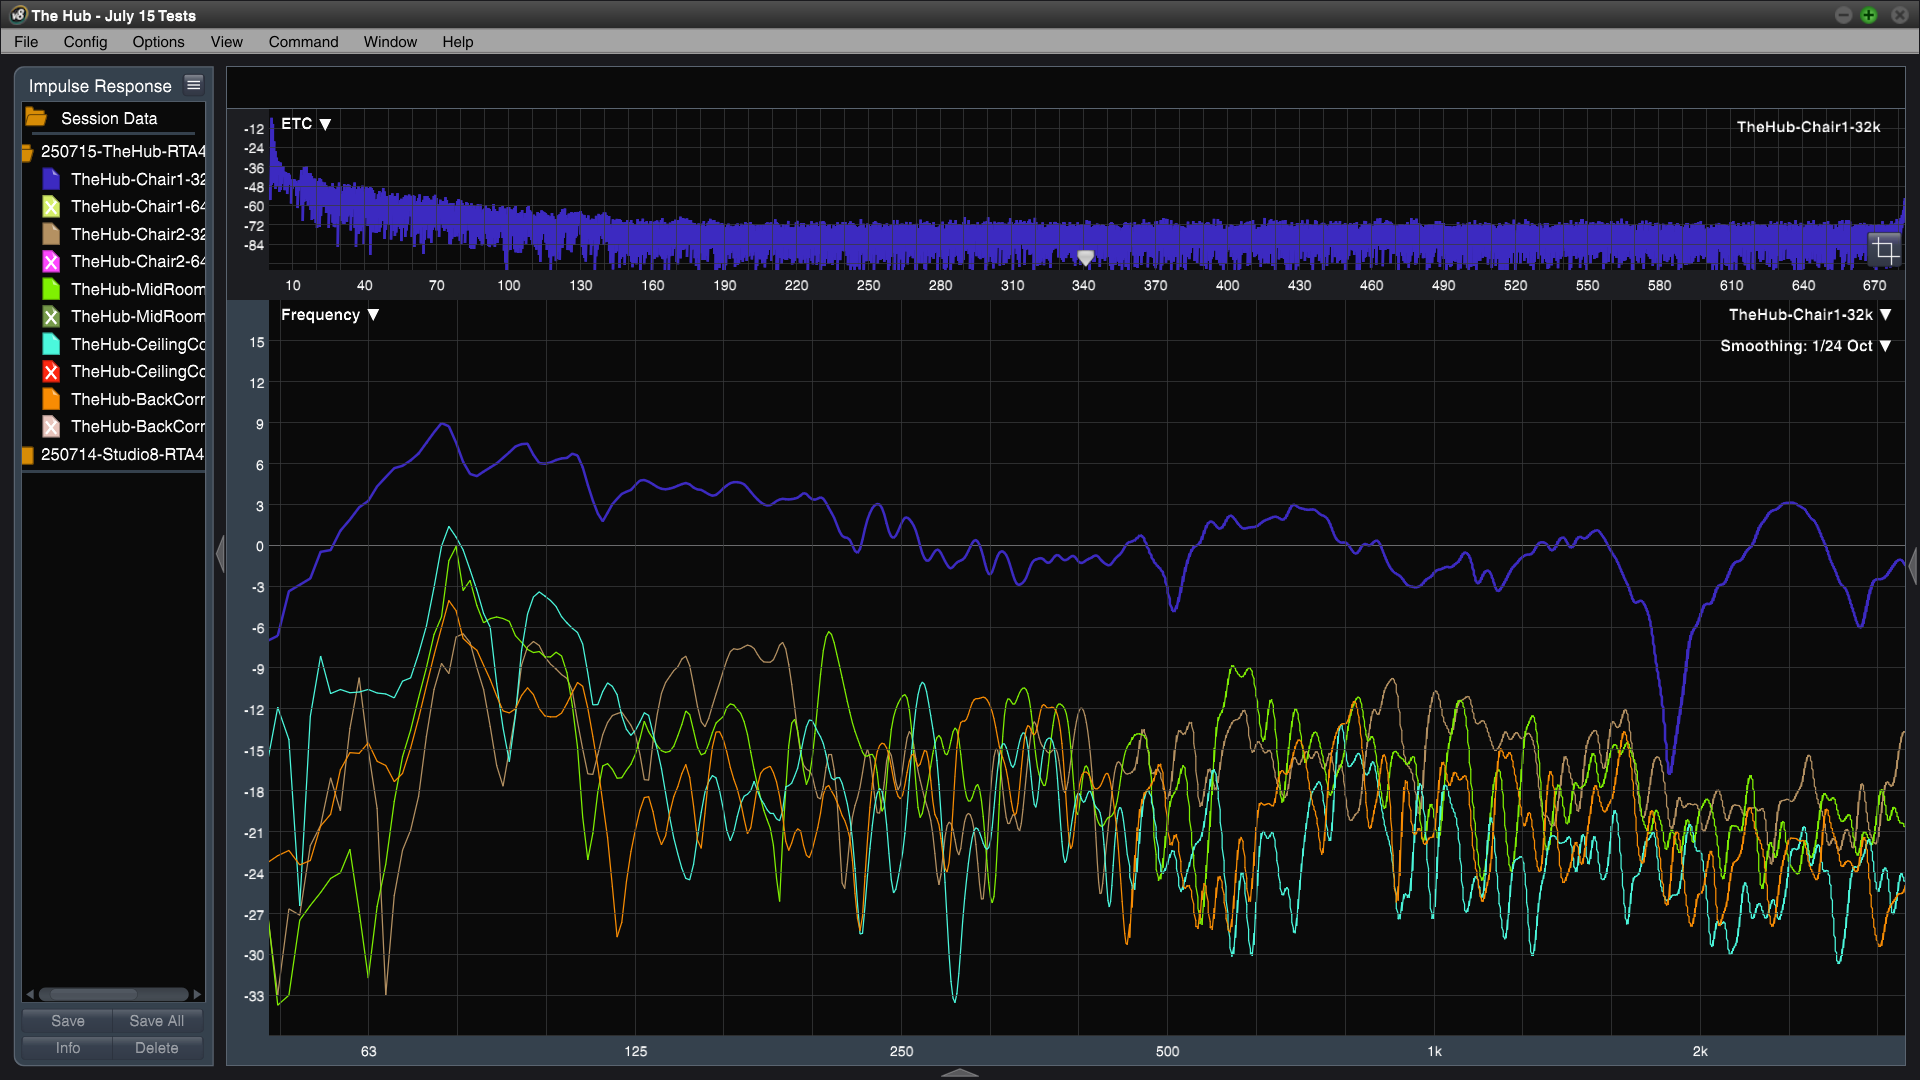 v8 The Hub - July 15 Tests
File Config Options View Command Window Help
Impulse Response
Session Data
250715-TheHub-RTA4
TheHub-Chair1-32
TheHub-Chair1-64
TheHub-Chair2-32
TheHub-Chair2-64
TheHub-MidRoom
TheHub-MidRoom
TheHub-CeilingCo
TheHub-CeilingCo
TheHub-BackCorr
TheHub-BackCorr
250714-Studio8-RTA4
Save Save All
Info Delete
ETC ▼
TheHub-Chair1-32k
-12
-24
-36
-48
-60
-72
-84
10 40 70 100 130 160 190 220 250 280 310 340 370 400 430 460 490 520 550 580 610 640 670
Frequency ▼
TheHub-Chair1-32k ▼
Smoothing: 1/24 Oct ▼
15
12
9
6
3
0
-3
-6
-9
-12
-15
-18
-21
-24
-27
-30
-33
63 125 250 500 1k 2k